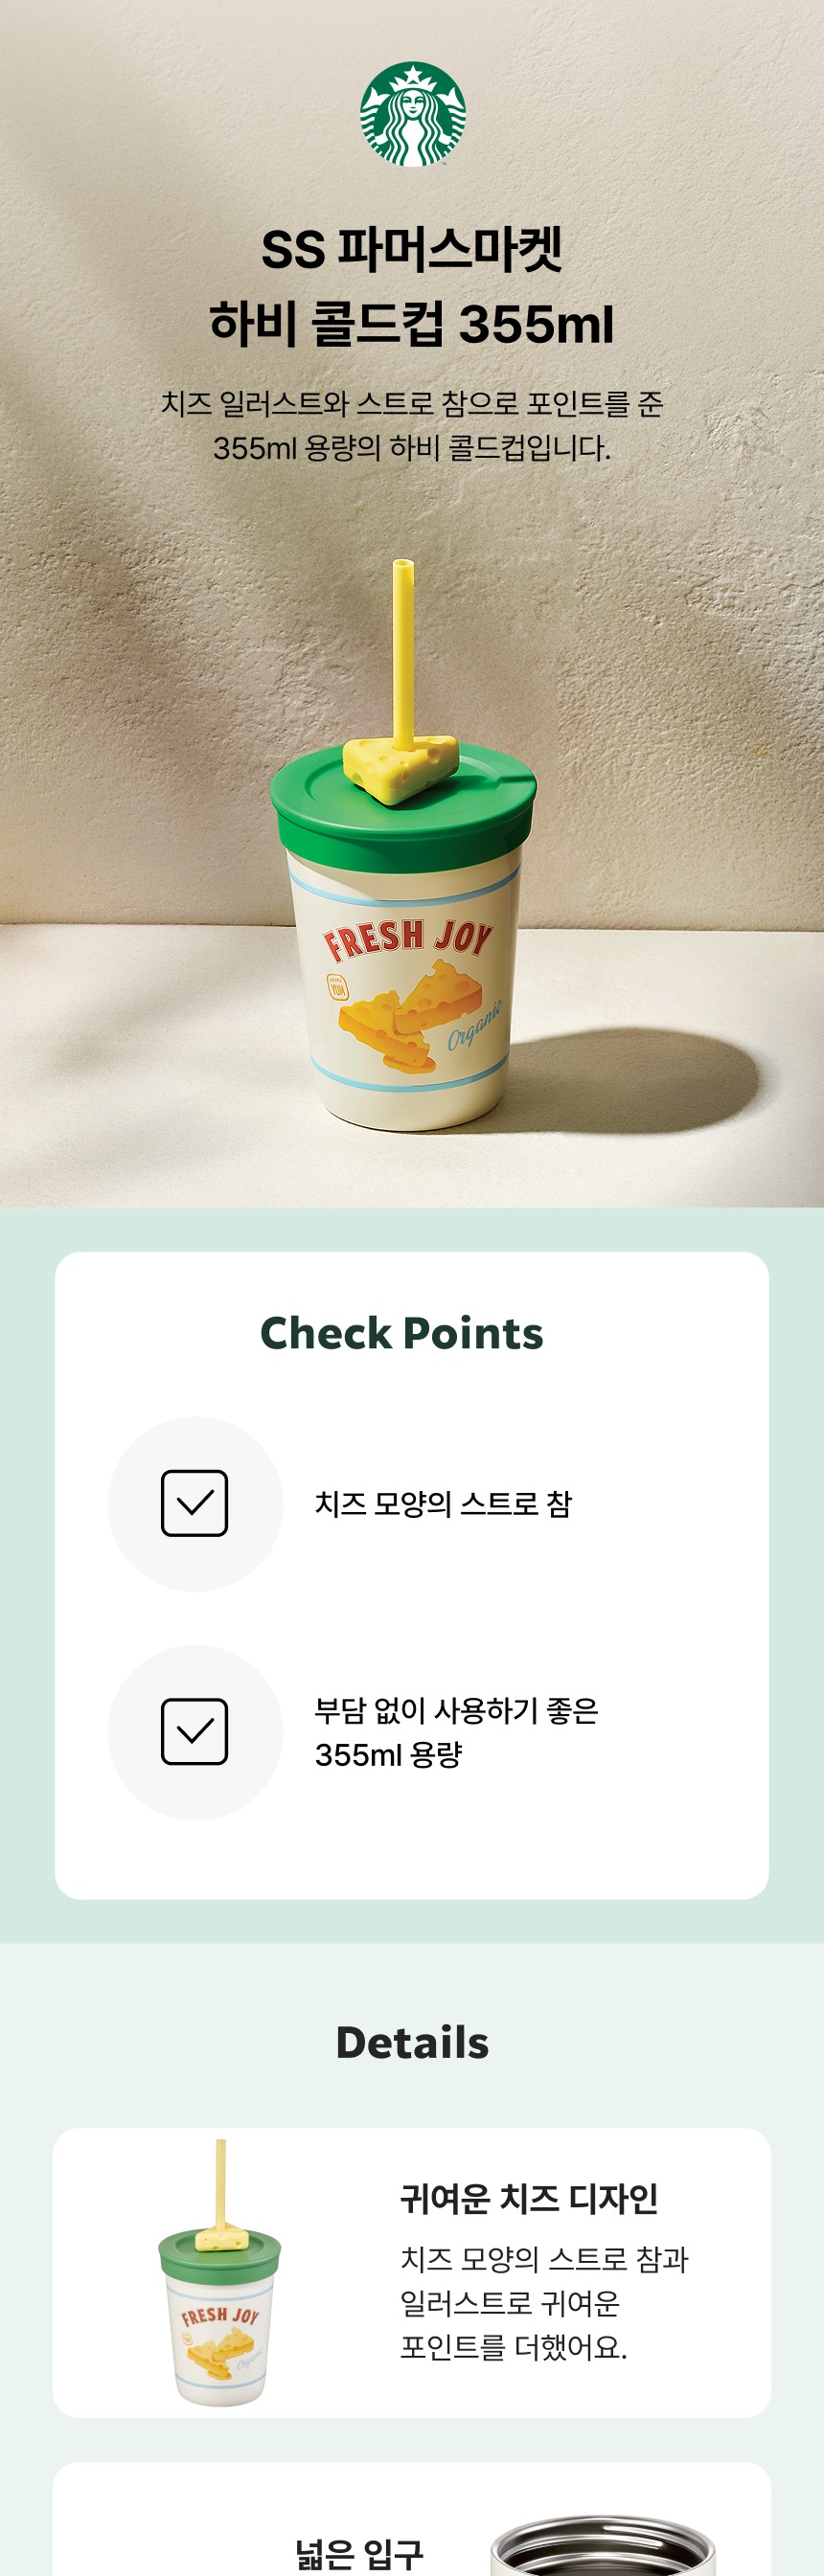 SS 파머스마켓
하비 콜드컵 355ml
치즈 일러스트와 스트로 참으로 포인트를 준
355ml 용량의 하비 콜드컵입니다.
FRESH JOY
YUM
Organic
Check Points
치즈 모양의 스트로 참
부담 없이 사용하기 좋은
355ml 용량
Details
귀여운 치즈 디자인
치즈 모양의 스트로 참과
일러스트로 귀여운
포인트를 더했어요.
FRESH JOY
Organic
넓은 입구